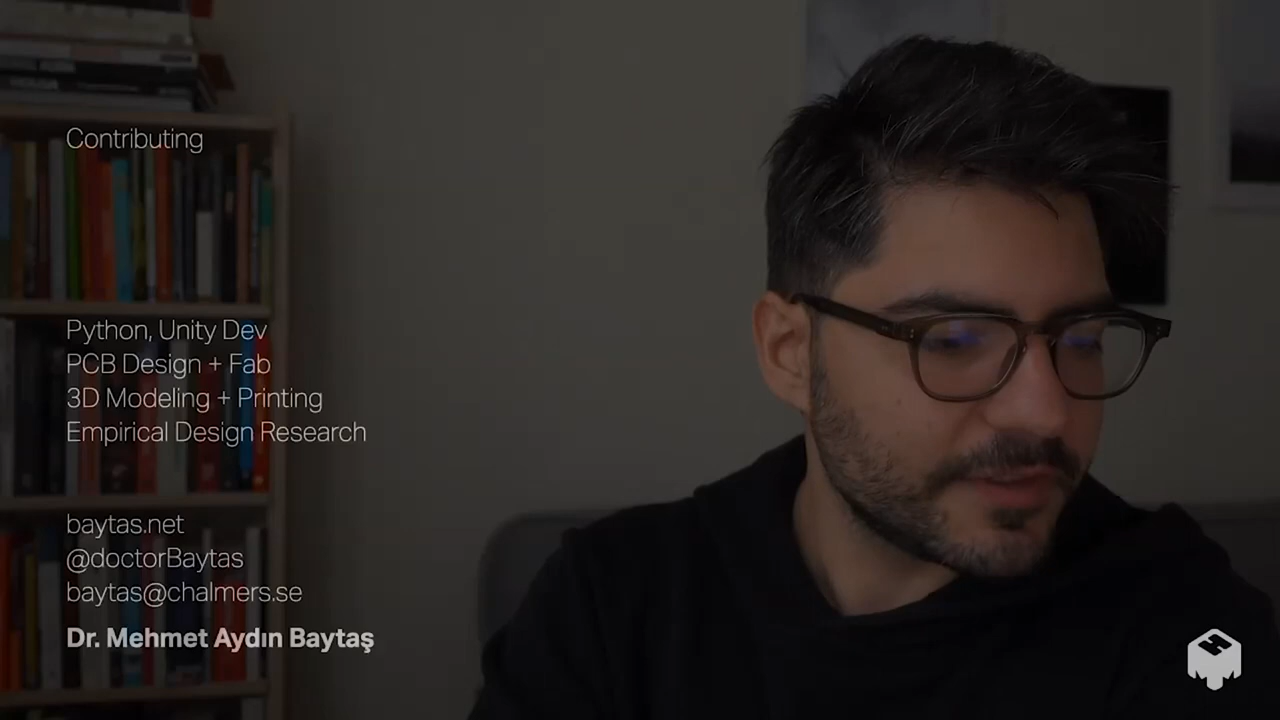 Contributing
Python, Unity Dev
PCB Design + Fab
3D Modeling + Printing
Empirical Design Research
baytas.net
@doctorBaytas
baytas@chalmers.se
Dr. Mehmet Aydın Baytaş